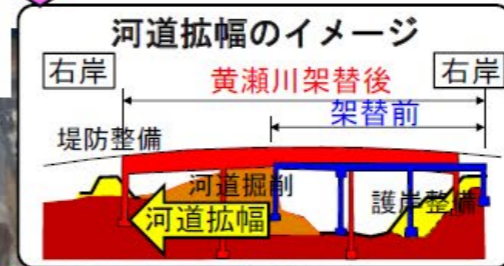 河道拡幅のイメージ
右岸
右岸
黄瀬川架替後
架替前
堤防整備
河道掘削
護岸整備
河道拡幅